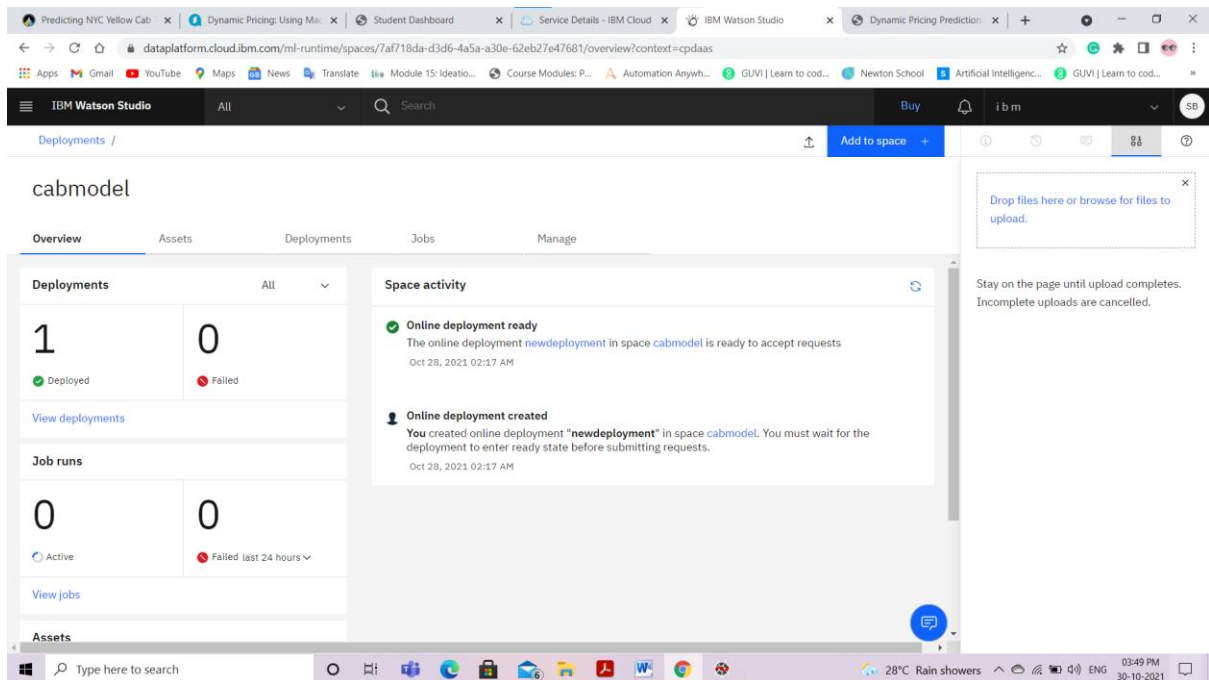 Predicting NYC Yellow Cab T
Dynamic Pricing: Using Mac
Student Dashboard
Service Details - IBM Cloud
IBM Watson Studio
Dynamic Pricing Prediction
dataplatform.cloud.ibm.com/ml-runtime/spaces/7af718da-d3d6-4a5a-a30e-62eb27e47681/overview?context=cpdaas
Apps Gmail YouTube Maps News Translate Module 15: Ideatio... Course Modules: P... Automation Anywh... GUVI | Learn to cod... Newton School Artificial Intelligenc... GUVI | Learn to cod... »
IBM Watson Studio All Search Buy ibm SB
Deployments / Add to space +
cabmodel
Drop files here or browse for files to
upload.
Overview Assets Deployments Jobs Manage
Stay on the page until upload completes.
Incomplete uploads are cancelled.
Deployments All
1 0
Deployed Failed
View deployments
Job runs
0 0
Active Failed last 24 hours
View jobs
Assets
Space activity
Online deployment ready
The online deployment newdeployment in space cabmodel is ready to accept requests
Oct 28, 2021 02:17 AM
Online deployment created
You created online deployment "newdeployment" in space cabmodel. You must wait for the
deployment to enter ready state before submitting requests.
Oct 28, 2021 02:17 AM
Type here to search 6 28°C Rain showers ENG 03:49 PM
30-10-2021